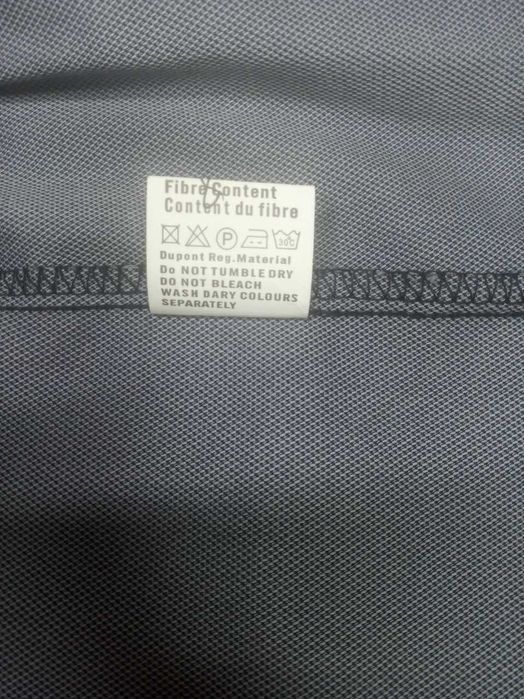 Fibre Content
Content du fibre
P 30C
Dupont Reg.Material
Do NOT TUMBLE DRY
DO NOT BLEACH
WASH DARY COLOURS
SEPARATELY